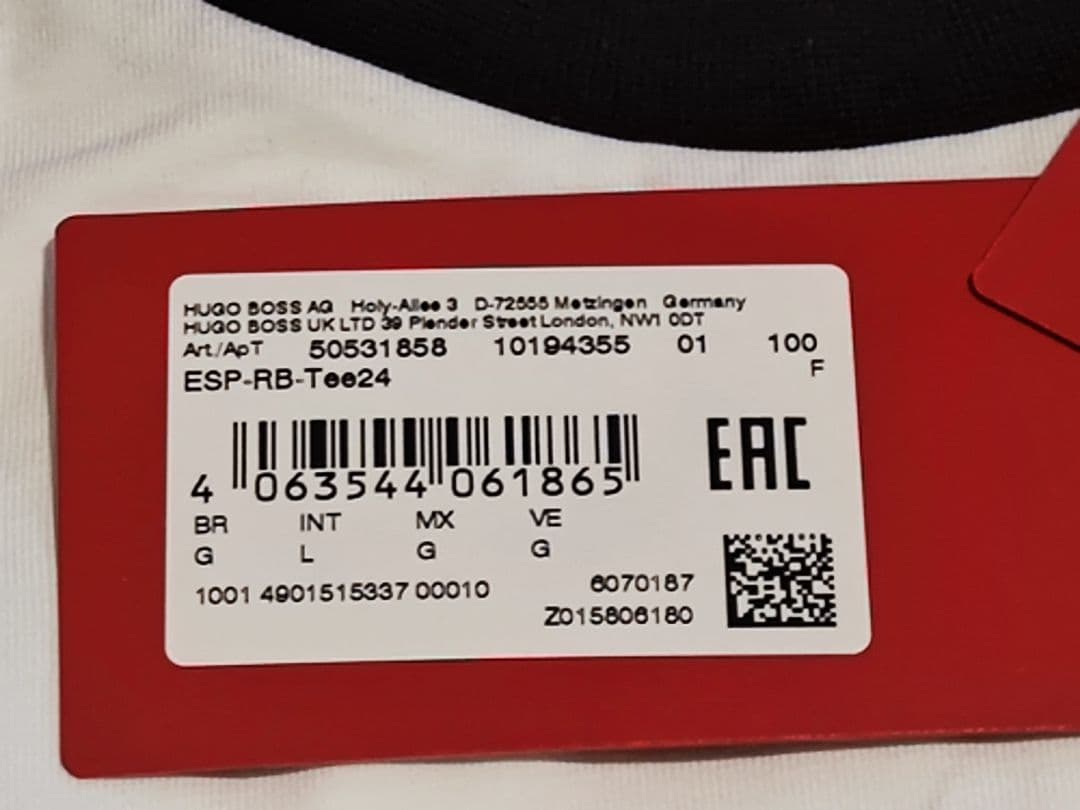 HUGO BOSS AG Holy-Allee 3 D-72555 Metzingen Germany
HUGO BOSS UK LTD 39 Plender Street London, NW1 0DT
Art./ApT 50531858 10194355 01 100
F
ESP-RB-Tee24
EAC
4 063544 061865
BR INT MX VE
G L G G
1001 4901515337 00010 6070187
Z015806180